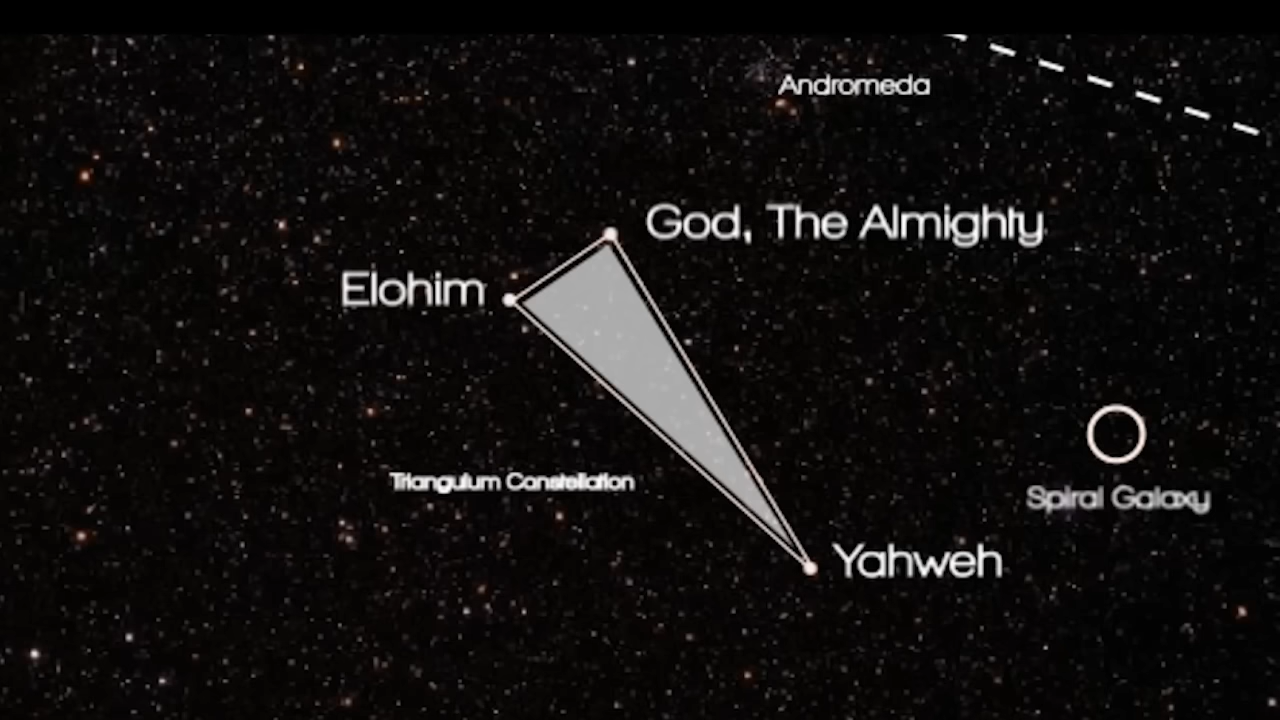 Andromeda
God, The Almighty
Elohim
Triangulum Constellation
Spiral Galaxy
Yahweh